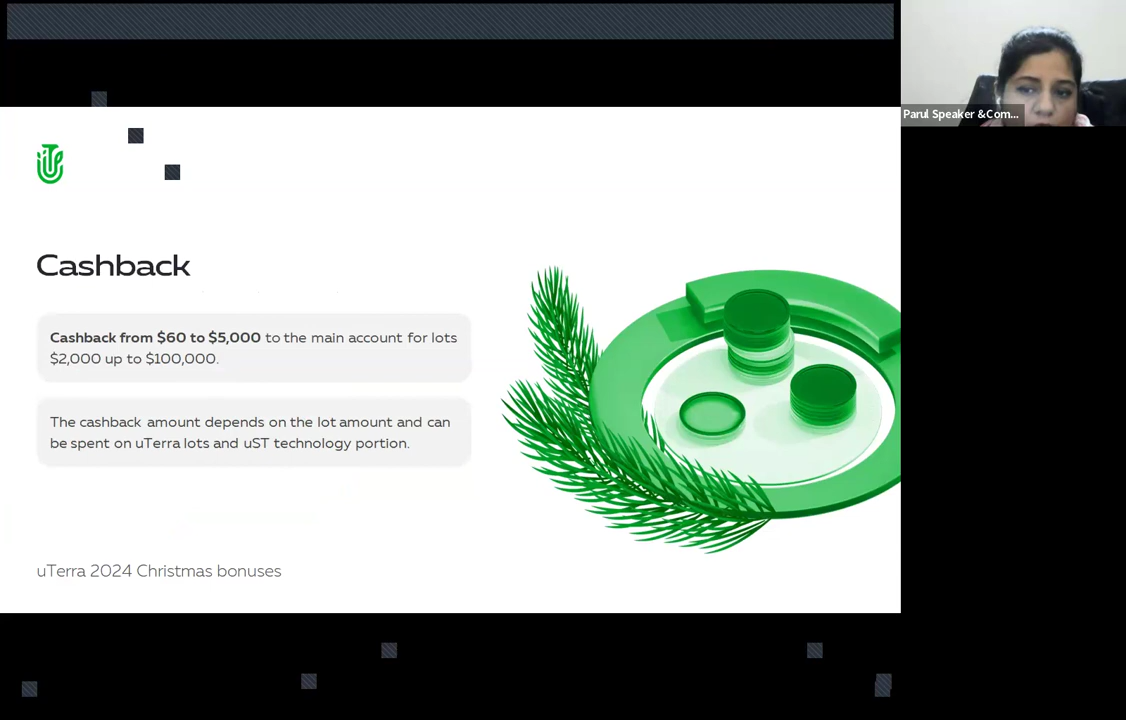 Parul Speaker &Com...
Cashback
Cashback from $60 to $5,000 to the main account for lots
$2,000 up to $100,000.
The cashback amount depends on the lot amount and can
be spent on uTerra lots and uST technology portion.
uTerra 2024 Christmas bonuses